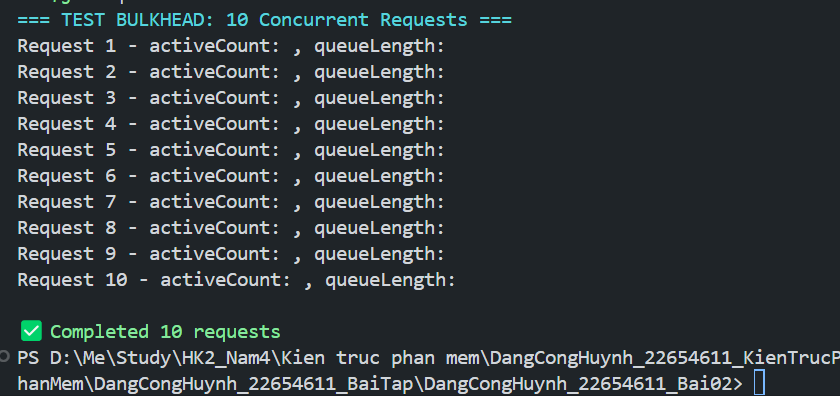 === TEST BULKHEAD: 10 Concurrent Requests ===
Request 1 - activeCount: , queueLength:
Request 2 - activeCount: , queueLength:
Request 3 - activeCount: , queueLength:
Request 4 - activeCount: , queueLength:
Request 5 - activeCount: , queueLength:
Request 6 - activeCount: , queueLength:
Request 7 - activeCount: , queueLength:
Request 8 - activeCount: , queueLength:
Request 9 - activeCount: , queueLength:
Request 10 - activeCount: , queueLength:
✅ Completed 10 requests
PS D:\Me\Study\HK2_Nam4\Kien truc phan mem\DangCongHuynh_22654611_KienTrucP
hanMem\DangCongHuynh_22654611_BaiTap\DangCongHuynh_22654611_Bai02>